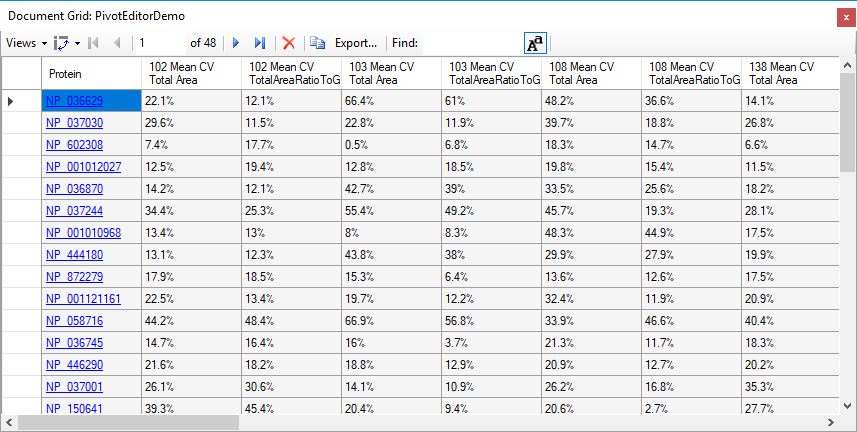 Document Grid: PivotEditorDemo
x
Views 1 of 48 Export... Find: Aa
Protein 102 Mean CV Total Area 102 Mean CV TotalAreaRatioToG 103 Mean CV Total Area 103 Mean CV TotalAreaRatioToG 108 Mean CV Total Area 108 Mean CV TotalAreaRatioToG 138 Mean CV Total Area
NP_036629 22.1% 12.1% 66.4% 61% 48.2% 36.6% 14.1%
NP_037030 29.6% 11.5% 22.8% 11.9% 39.7% 18.8% 26.8%
NP_602308 7.4% 17.7% 0.5% 6.8% 18.3% 14.7% 6.6%
NP_001012027 12.5% 19.4% 12.8% 18.5% 19.8% 15.4% 11.5%
NP_036870 14.2% 12.1% 42.7% 39% 33.5% 25.6% 18.2%
NP_037244 34.4% 25.3% 55.4% 49.2% 45.7% 19.3% 28.1%
NP_001010968 13.4% 13% 8% 8.3% 48.3% 44.9% 17.5%
NP_444180 13.1% 12.3% 43.8% 38% 29.9% 27.9% 19.9%
NP_872279 17.9% 18.5% 15.3% 6.4% 13.6% 12.6% 17.5%
NP_001121161 22.5% 13.4% 19.7% 12.2% 32.4% 11.9% 20.9%
NP_058716 44.2% 48.4% 66.9% 56.8% 33.9% 46.6% 40.4%
NP_036745 14.7% 16.4% 16% 3.7% 21.3% 11.7% 18.3%
NP_446290 21.6% 18.2% 18.8% 12.9% 20.9% 12.7% 20.2%
NP_037001 26.1% 30.6% 14.1% 10.9% 26.2% 16.8% 35.3%
NP_150641 39.3% 45.4% 20.4% 9.4% 20.6% 2.7% 27.7%